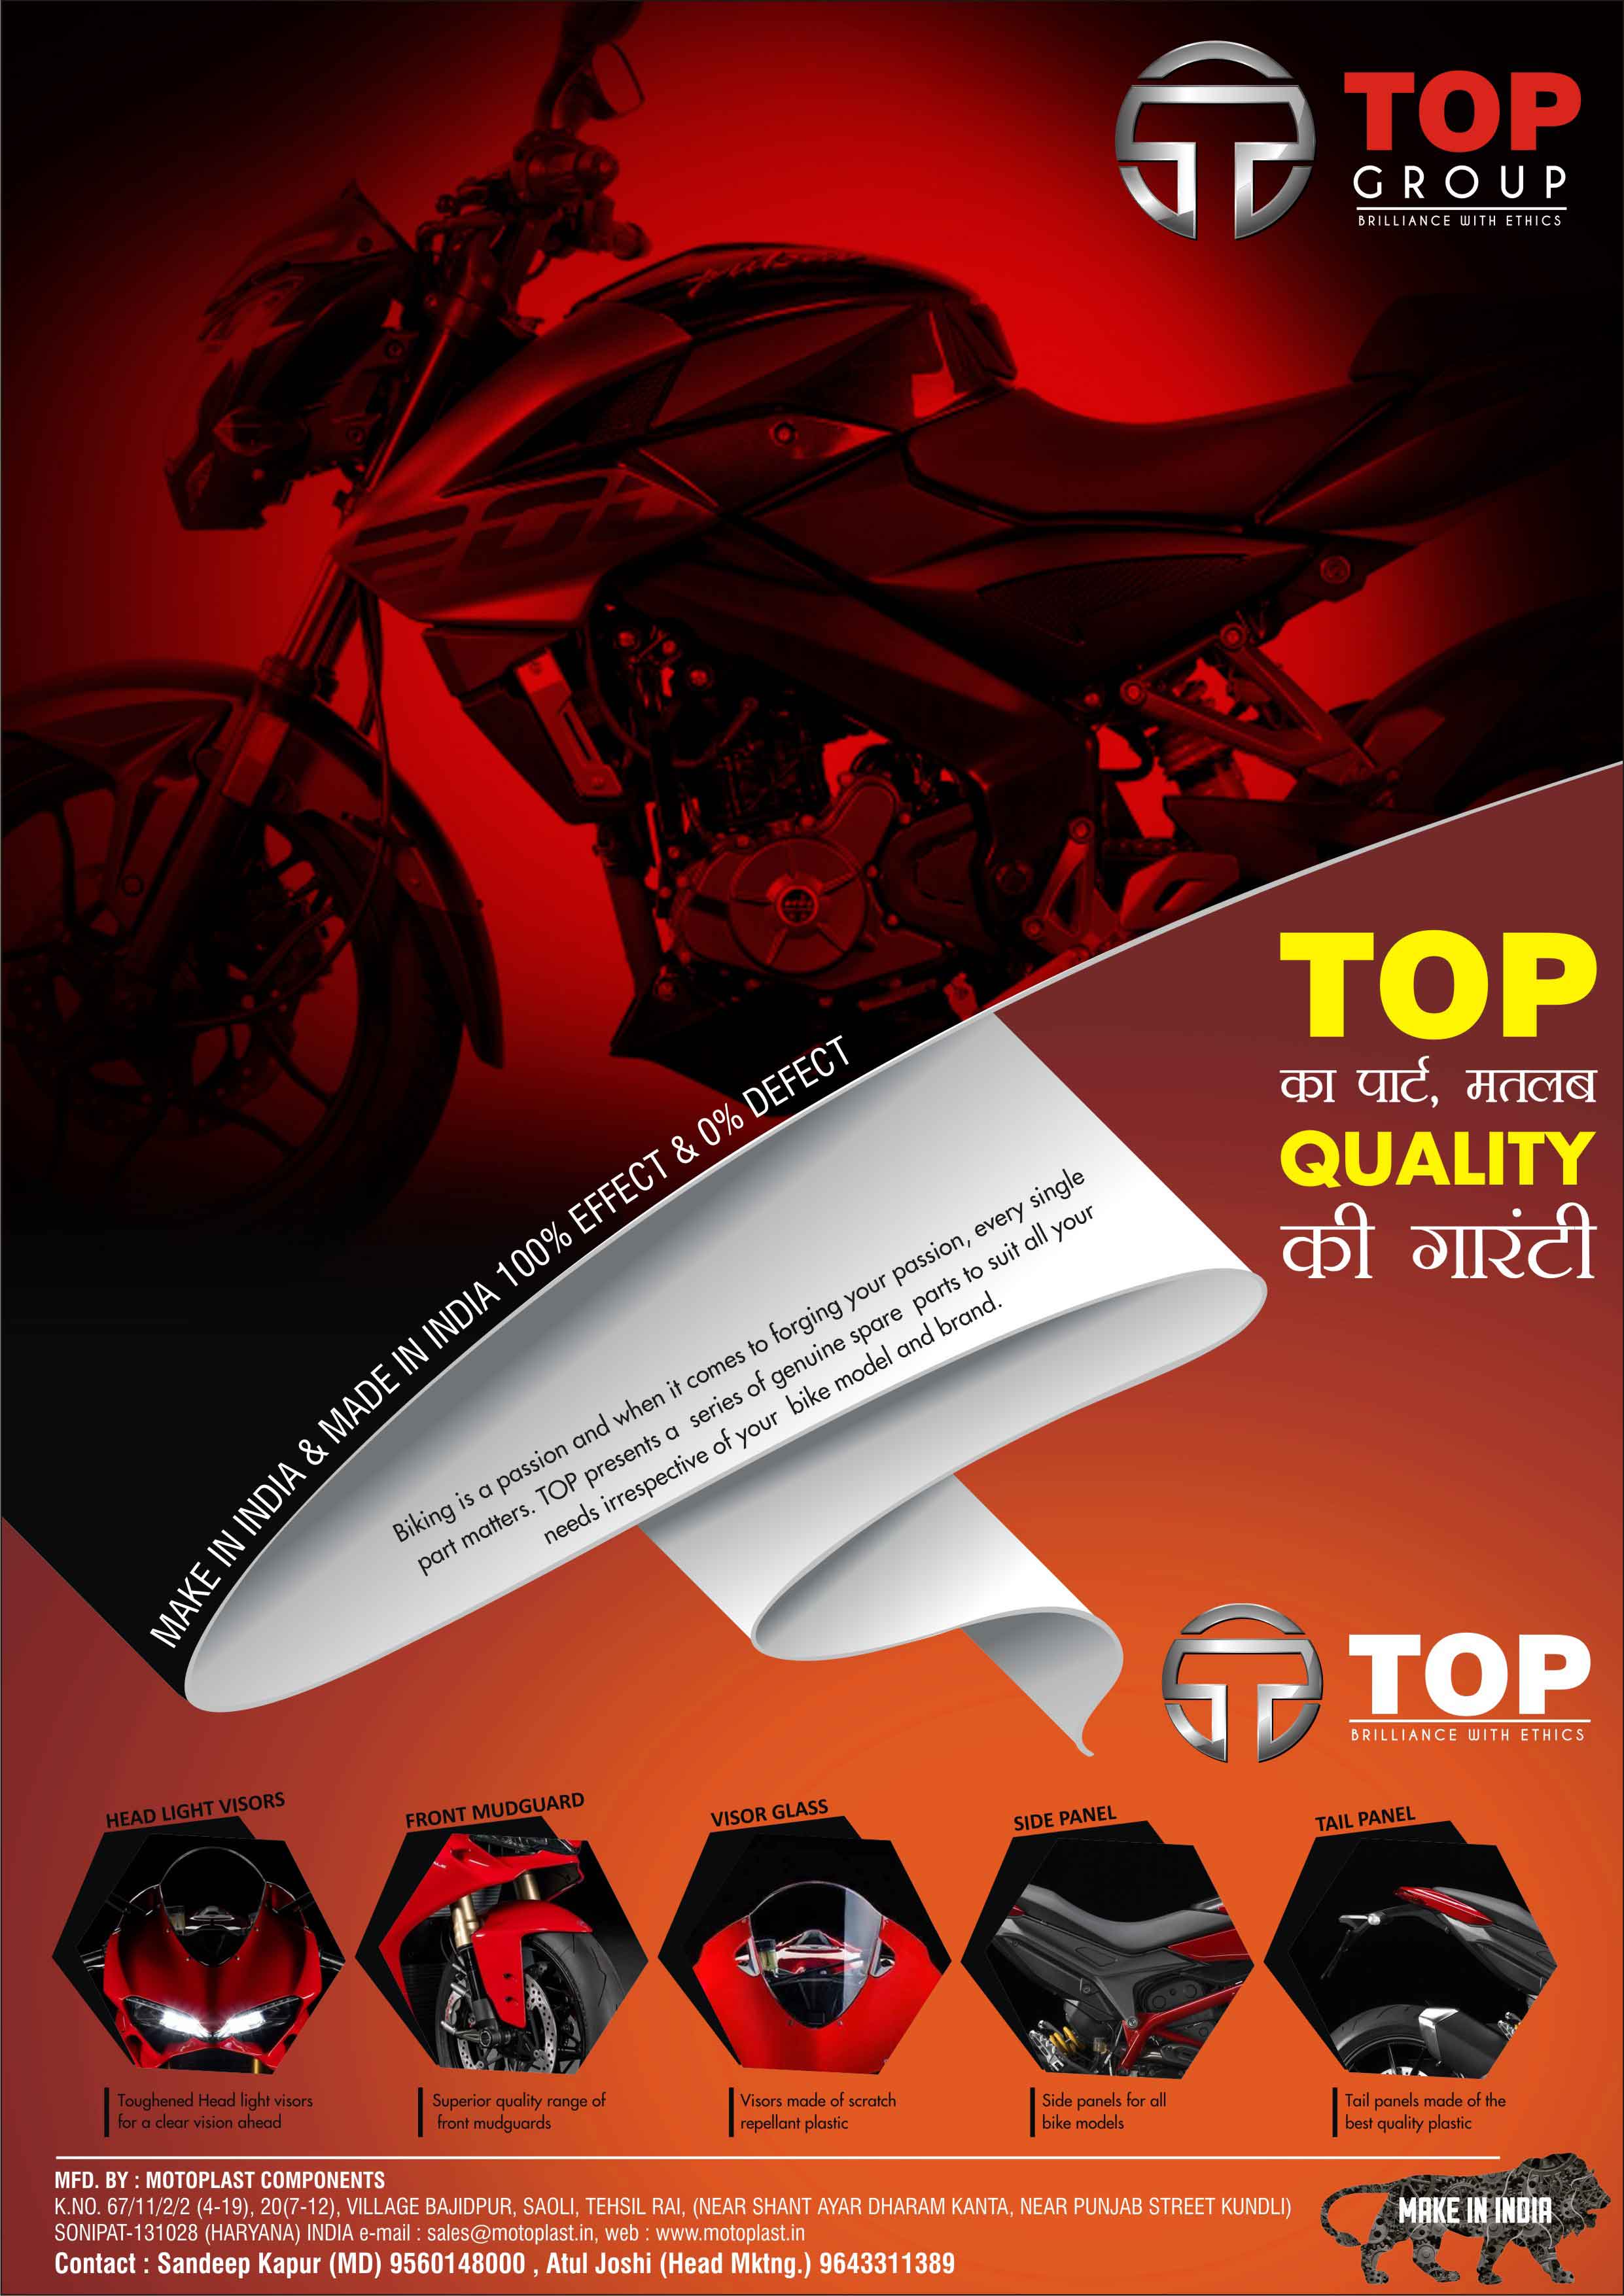 TOP
GROUP
BRILLIANCE WITH ETHICS
200
MAKE IN INDIA & MADE IN INDIA 100% EFFECT & 0% DEFECT
TOP
का पार्ट, मतलब
QUALITY
की गारंटी
Biking is a passion and when it comes to forging your passion, every single
part matters. TOP presents a series of genuine spare parts to suit all your
needs irrespective of your bike model and brand.
TOP
BRILLIANCE WITH ETHICS
HEAD LIGHT VISORS
FRONT MUDGUARD
VISOR GLASS
SIDE PANEL
TAIL PANEL
Toughened Head light visors
for a clear vision ahead
Superior quality range of
front mudguards
Visors made of scratch
repellant plastic
Side panels for all
bike models
Tail panels made of the
best quality plastic
MFD. BY : MOTOPLAST COMPONENTS
K.NO. 67/11/2/2 (4-19), 20(7-12), VILLAGE BAJIDPUR, SAOLI, TEHSIL RAI, (NEAR SHANT AYAR DHARAM KANTA, NEAR PUNJAB STREET KUNDLI)
SONIPAT-131028 (HARYANA) INDIA e-mail : sales@motoplast.in, web : www.motoplast.in
Contact : Sandeep Kapur (MD) 9560148000 , Atul Joshi (Head Mktng.) 9643311389
MAKE IN INDIA